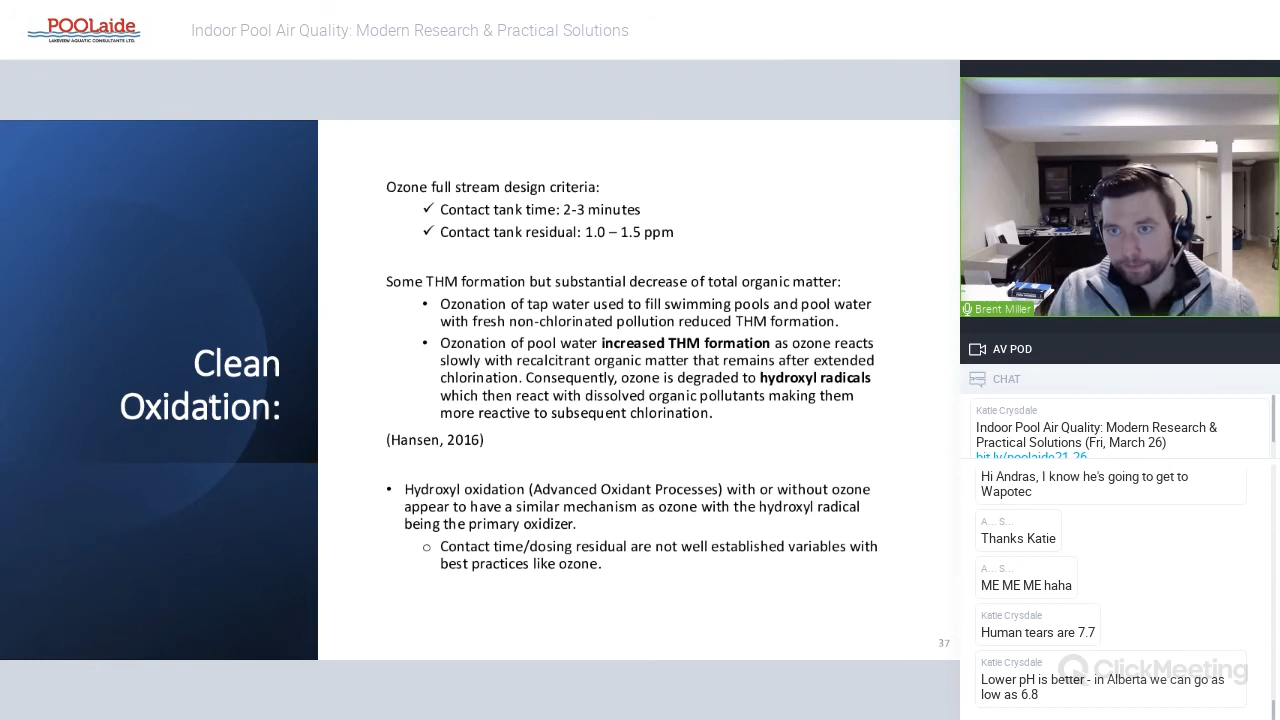 POOLaide
LAKEVIEW AQUATIC CONSULTANTS LTD.
Indoor Pool Air Quality: Modern Research & Practical Solutions
Clean
Oxidation:
Ozone full stream design criteria:
✓ Contact tank time: 2-3 minutes
✓ Contact tank residual: 1.0 – 1.5 ppm
Some THM formation but substantial decrease of total organic matter:
• Ozonation of tap water used to fill swimming pools and pool water
with fresh non-chlorinated pollution reduced THM formation.
• Ozonation of pool water increased THM formation as ozone reacts
slowly with recalcitrant organic matter that remains after extended
chlorination. Consequently, ozone is degraded to hydroxyl radicals
which then react with dissolved organic pollutants making them
more reactive to subsequent chlorination.
(Hansen, 2016)
• Hydroxyl oxidation (Advanced Oxidant Processes) with or without ozone
appear to have a similar mechanism as ozone with the hydroxyl radical
being the primary oxidizer.
o Contact time/dosing residual are not well established variables with
best practices like ozone.
37
Brent Miller
AV POD
CHAT
Katie Crysdale
Indoor Pool Air Quality: Modern Research &
Practical Solutions (Fri, March 26)
bit.ly/poolaide21-26
Hi Andras, I know he's going to get to
Wapotec
A... S...
Thanks Katie
A... S...
ME ME ME haha
Katie Crysdale
Human tears are 7.7
Katie Crysdale
Lower pH is better - in Alberta we can go as
low as 6.8
ClickMeeting